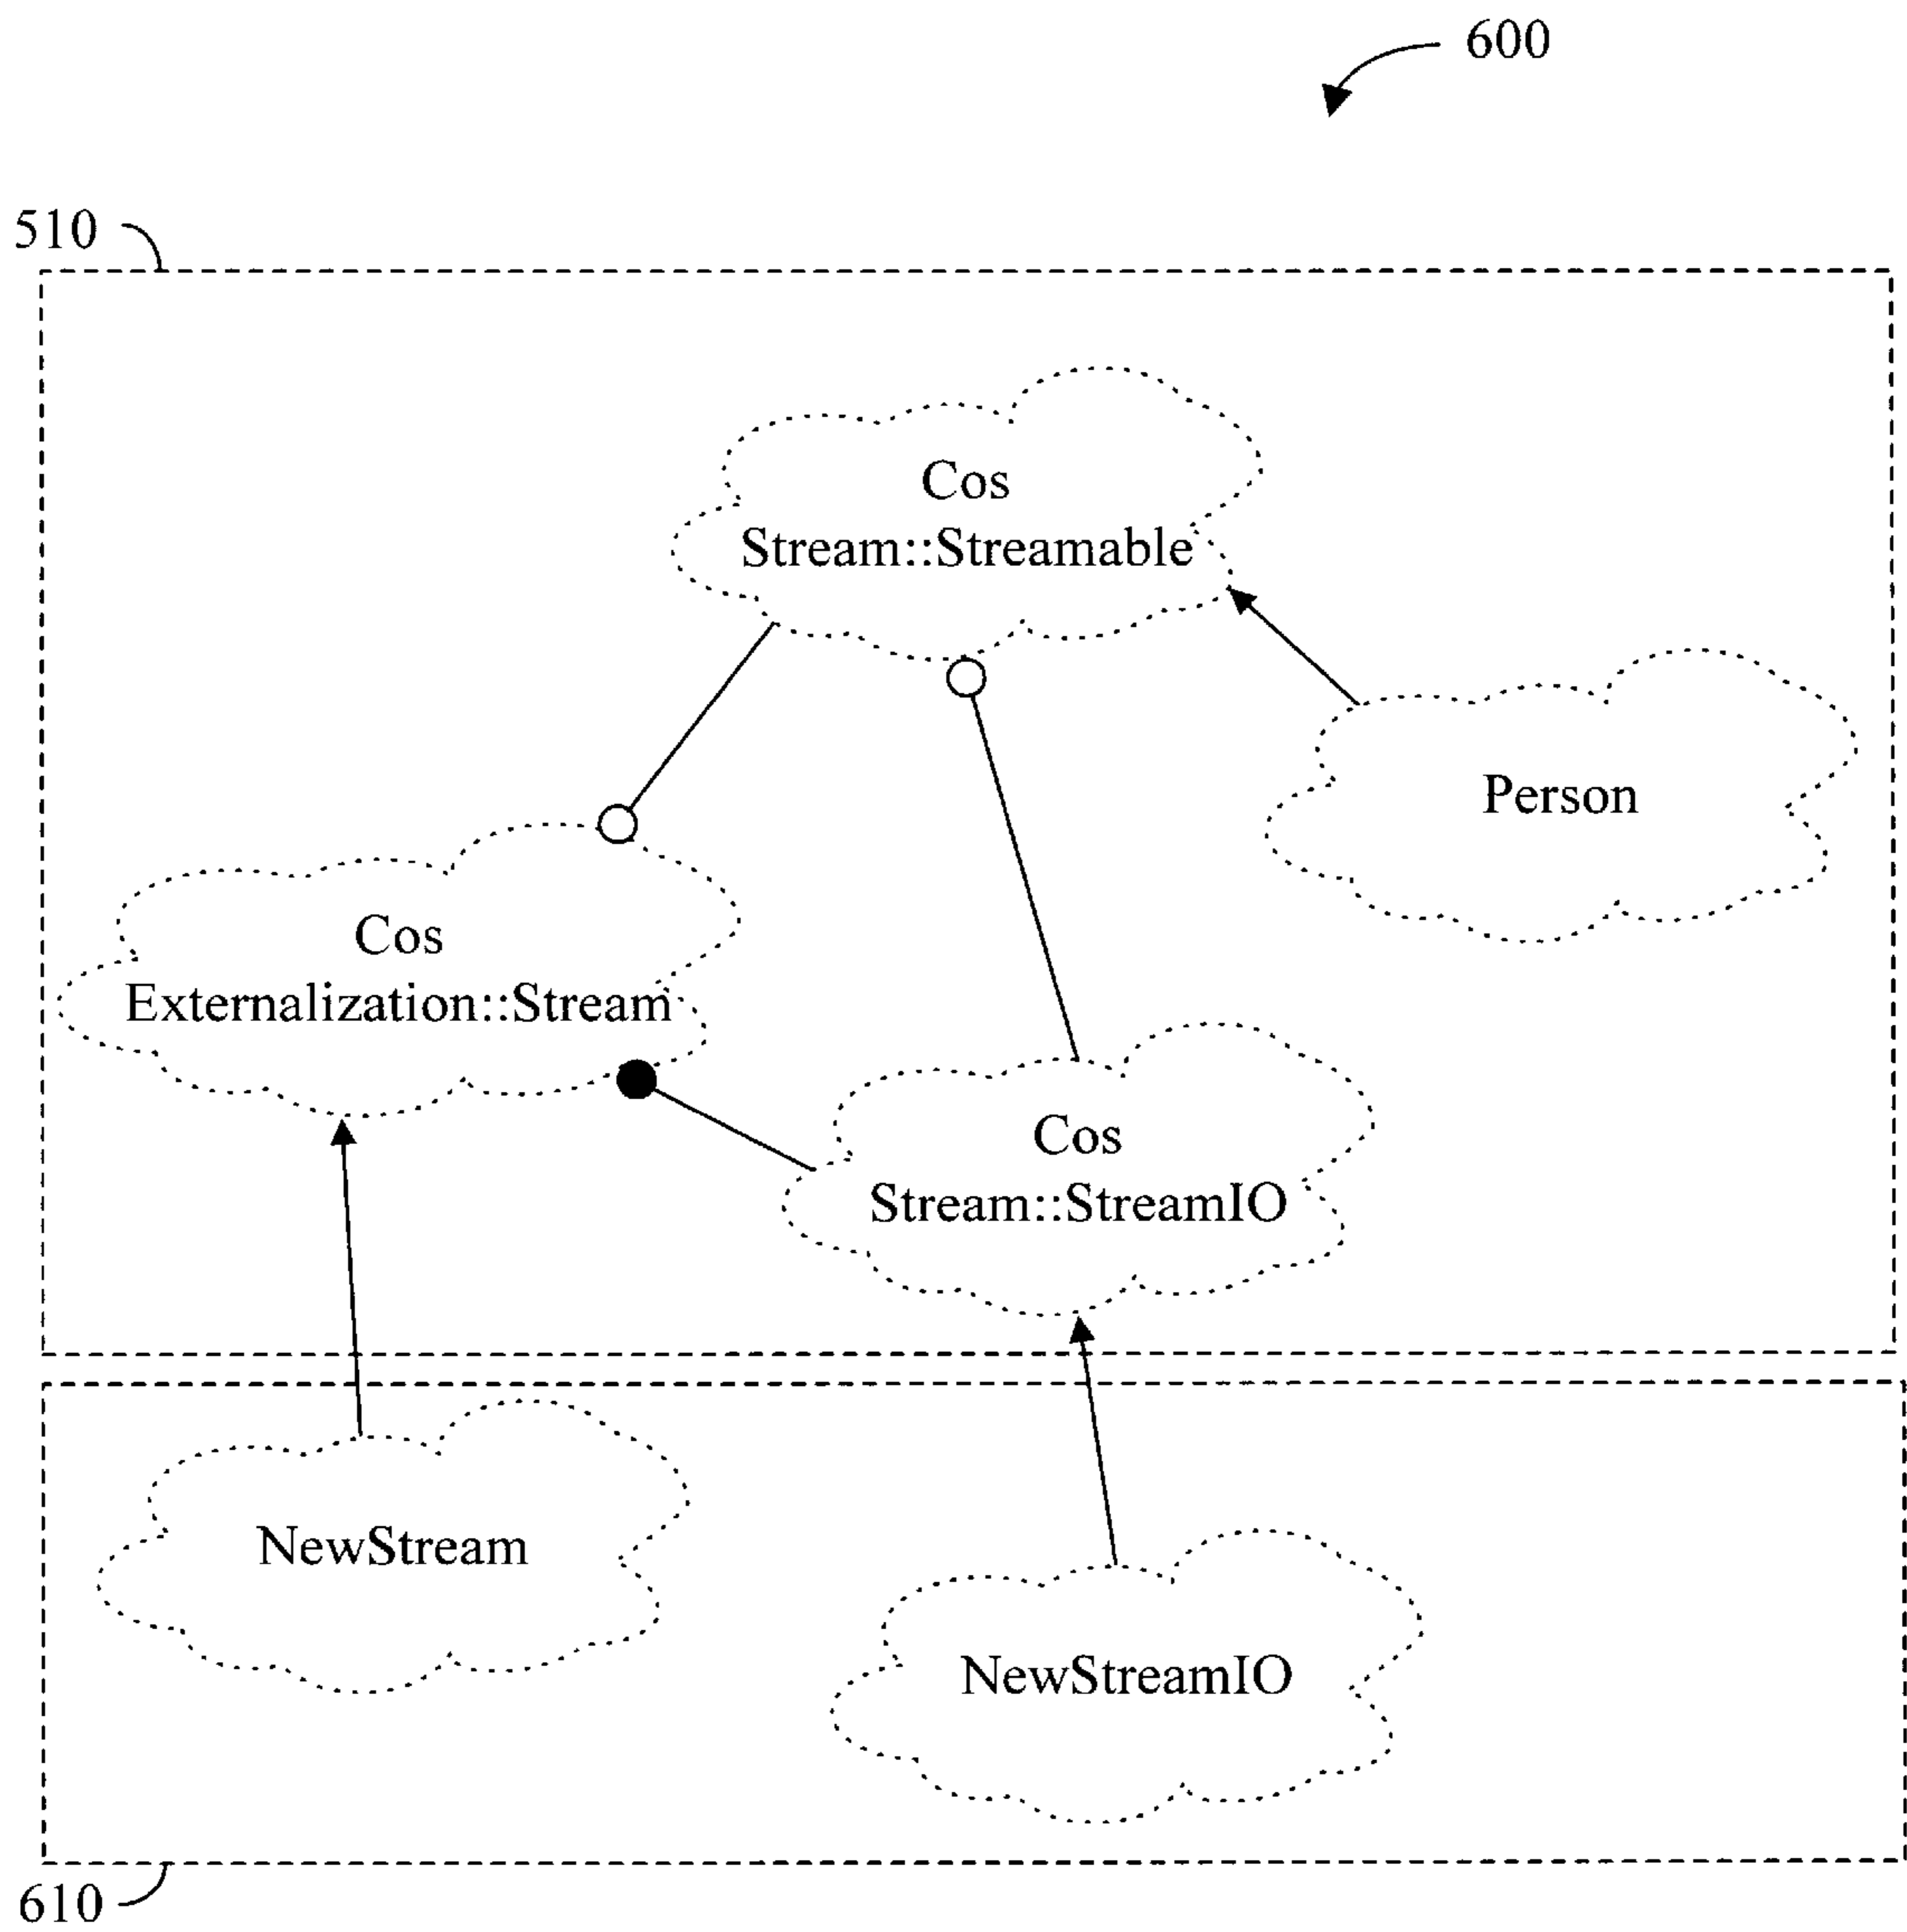 600
510
Cos
Stream::Streamable
Person
Cos
Externalization::Stream
Cos
Stream::StreamIO
NewStream
NewStreamIO
610